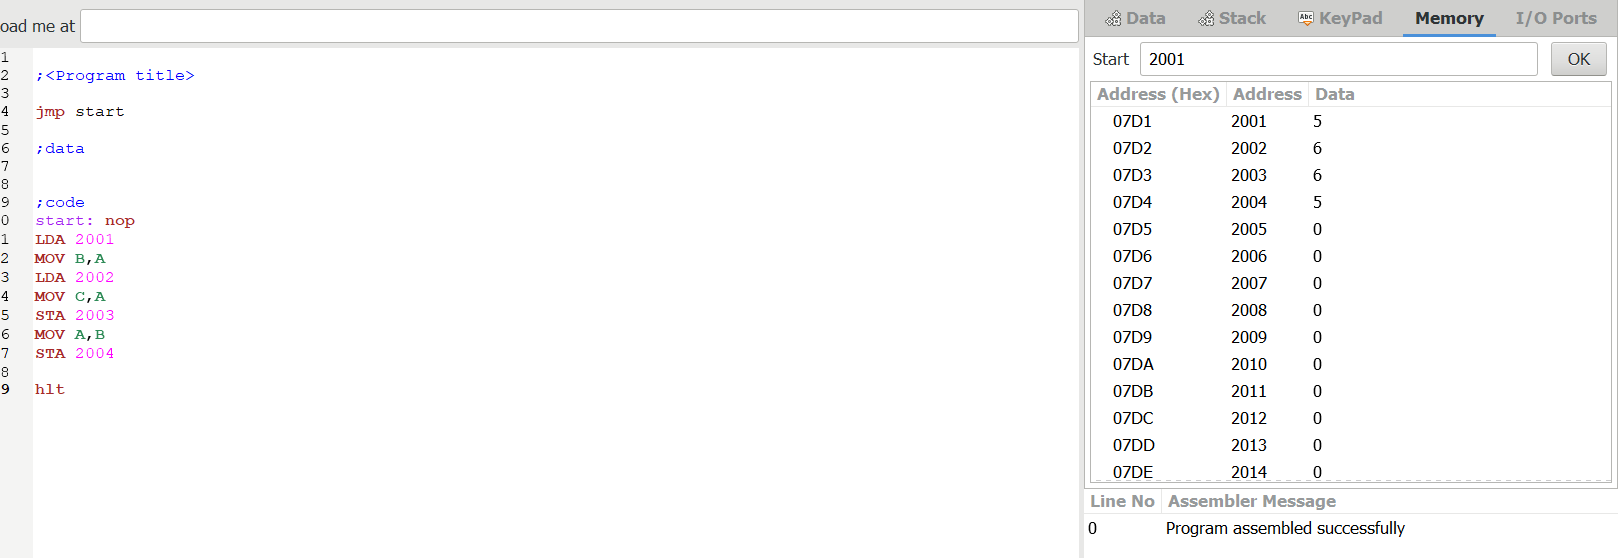 oad me at
1
2 ;<Program title>
3
4 jmp start
5
6 ;data
7
8
9 ;code
0 start: nop
1 LDA 2001
2 MOV B,A
3 LDA 2002
4 MOV C,A
5 STA 2003
6 MOV A,B
7 STA 2004
8
9 hlt
Data Stack Abc KeyPad Memory I/O Ports
Start 2001 OK
Address (Hex) Address Data
07D1 2001 5
07D2 2002 6
07D3 2003 6
07D4 2004 5
07D5 2005 0
07D6 2006 0
07D7 2007 0
07D8 2008 0
07D9 2009 0
07DA 2010 0
07DB 2011 0
07DC 2012 0
07DD 2013 0
07DE 2014 0
Line No Assembler Message
0 Program assembled successfully